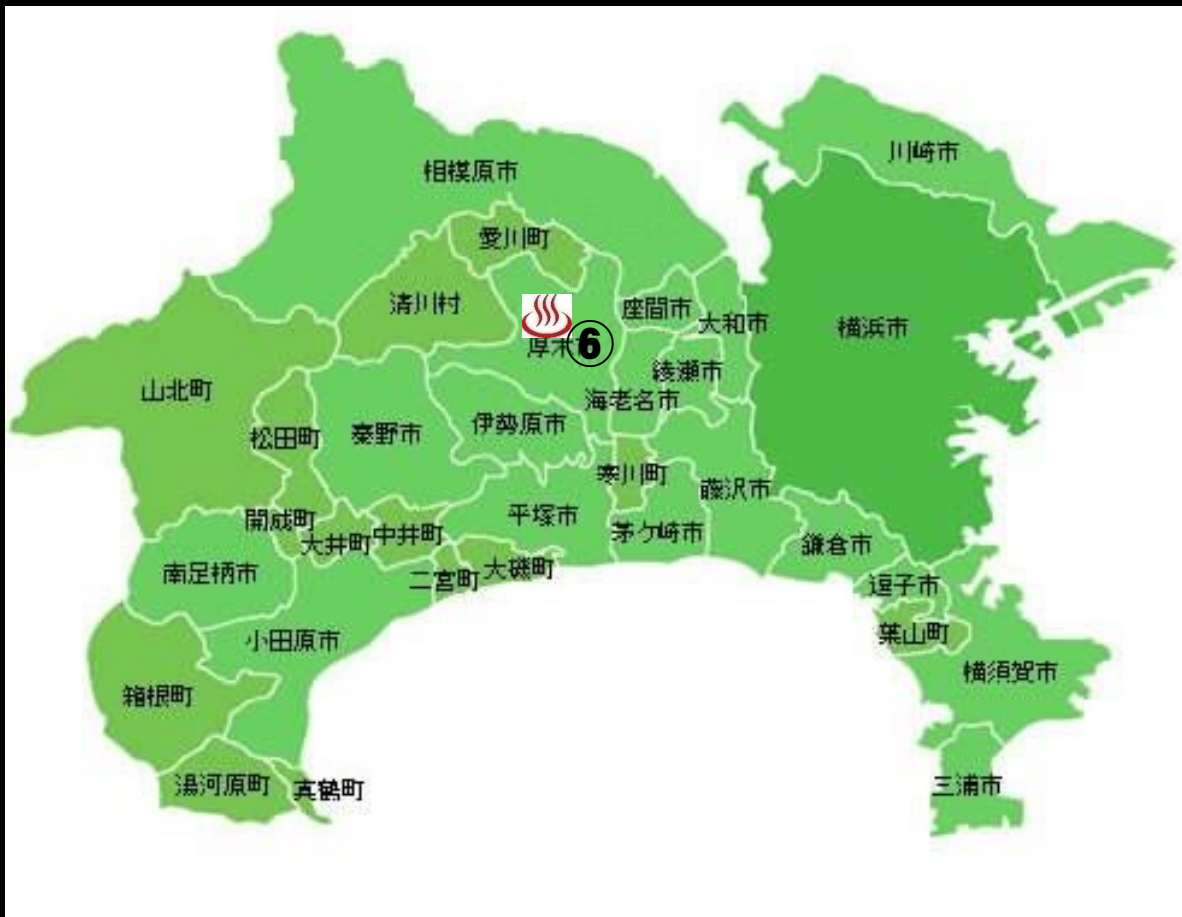 川崎市
相模原市
愛川町
清川村
座間市
大和市
横浜市
厚木
⑥
綾瀬市
山北町
海老名市
伊勢原市
秦野市
松田町
寒川町
藤沢市
開成町
平塚市
茅ケ崎市
中井町
大井町
鎌倉市
南足柄市
大磯町
二宮町
逗子市
葉山町
小田原市
横須賀市
箱根町
湯河原町
真鶴町
三浦市